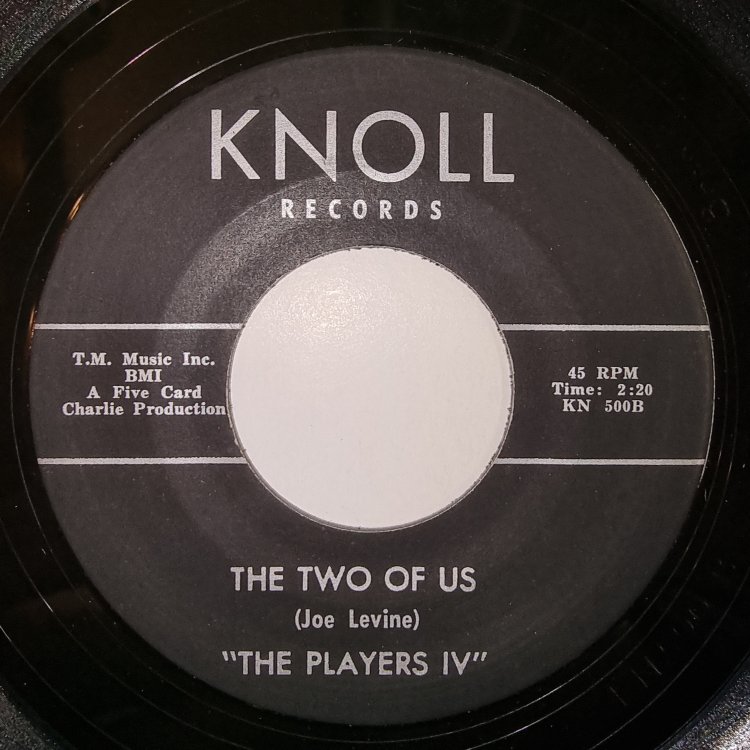 KNOLL
RECORDS
T.M. Music Inc.
BMI
A Five Card
Charlie Production
45 RPM
Time: 2:20
KN 500B
THE TWO OF US
(Joe Levine)
"THE PLAYERS IV"